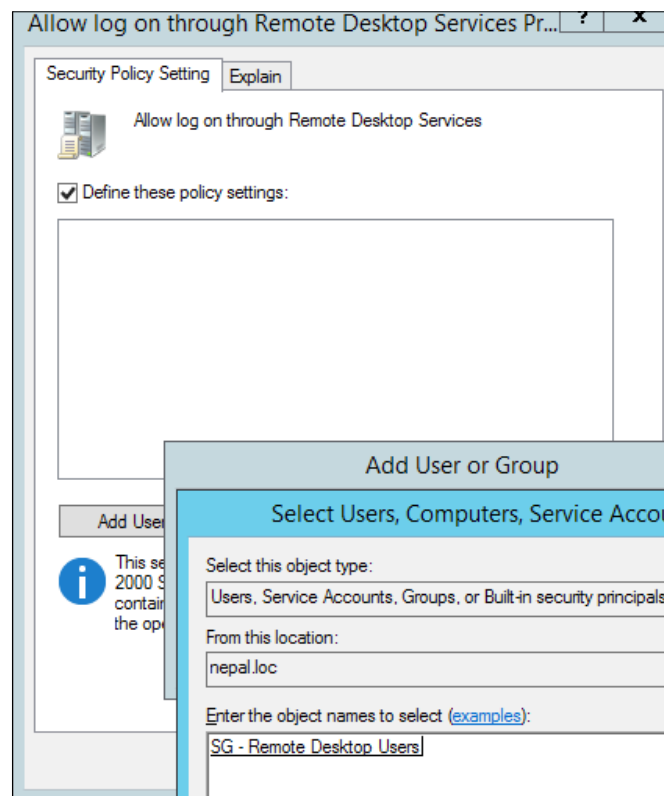 Allow log on through Remote Desktop Services Pr...
? x
Security Policy Setting
Explain
Allow log on through Remote Desktop Services
Define these policy settings:
Add User or Group
Add User
Select Users, Computers, Service Accou
This se
2000 S
contain
the ope
Select this object type:
Users, Service Accounts, Groups, or Built-in security principals
From this location:
nepal.loc
Enter the object names to select (examples):
SG - Remote Desktop Users